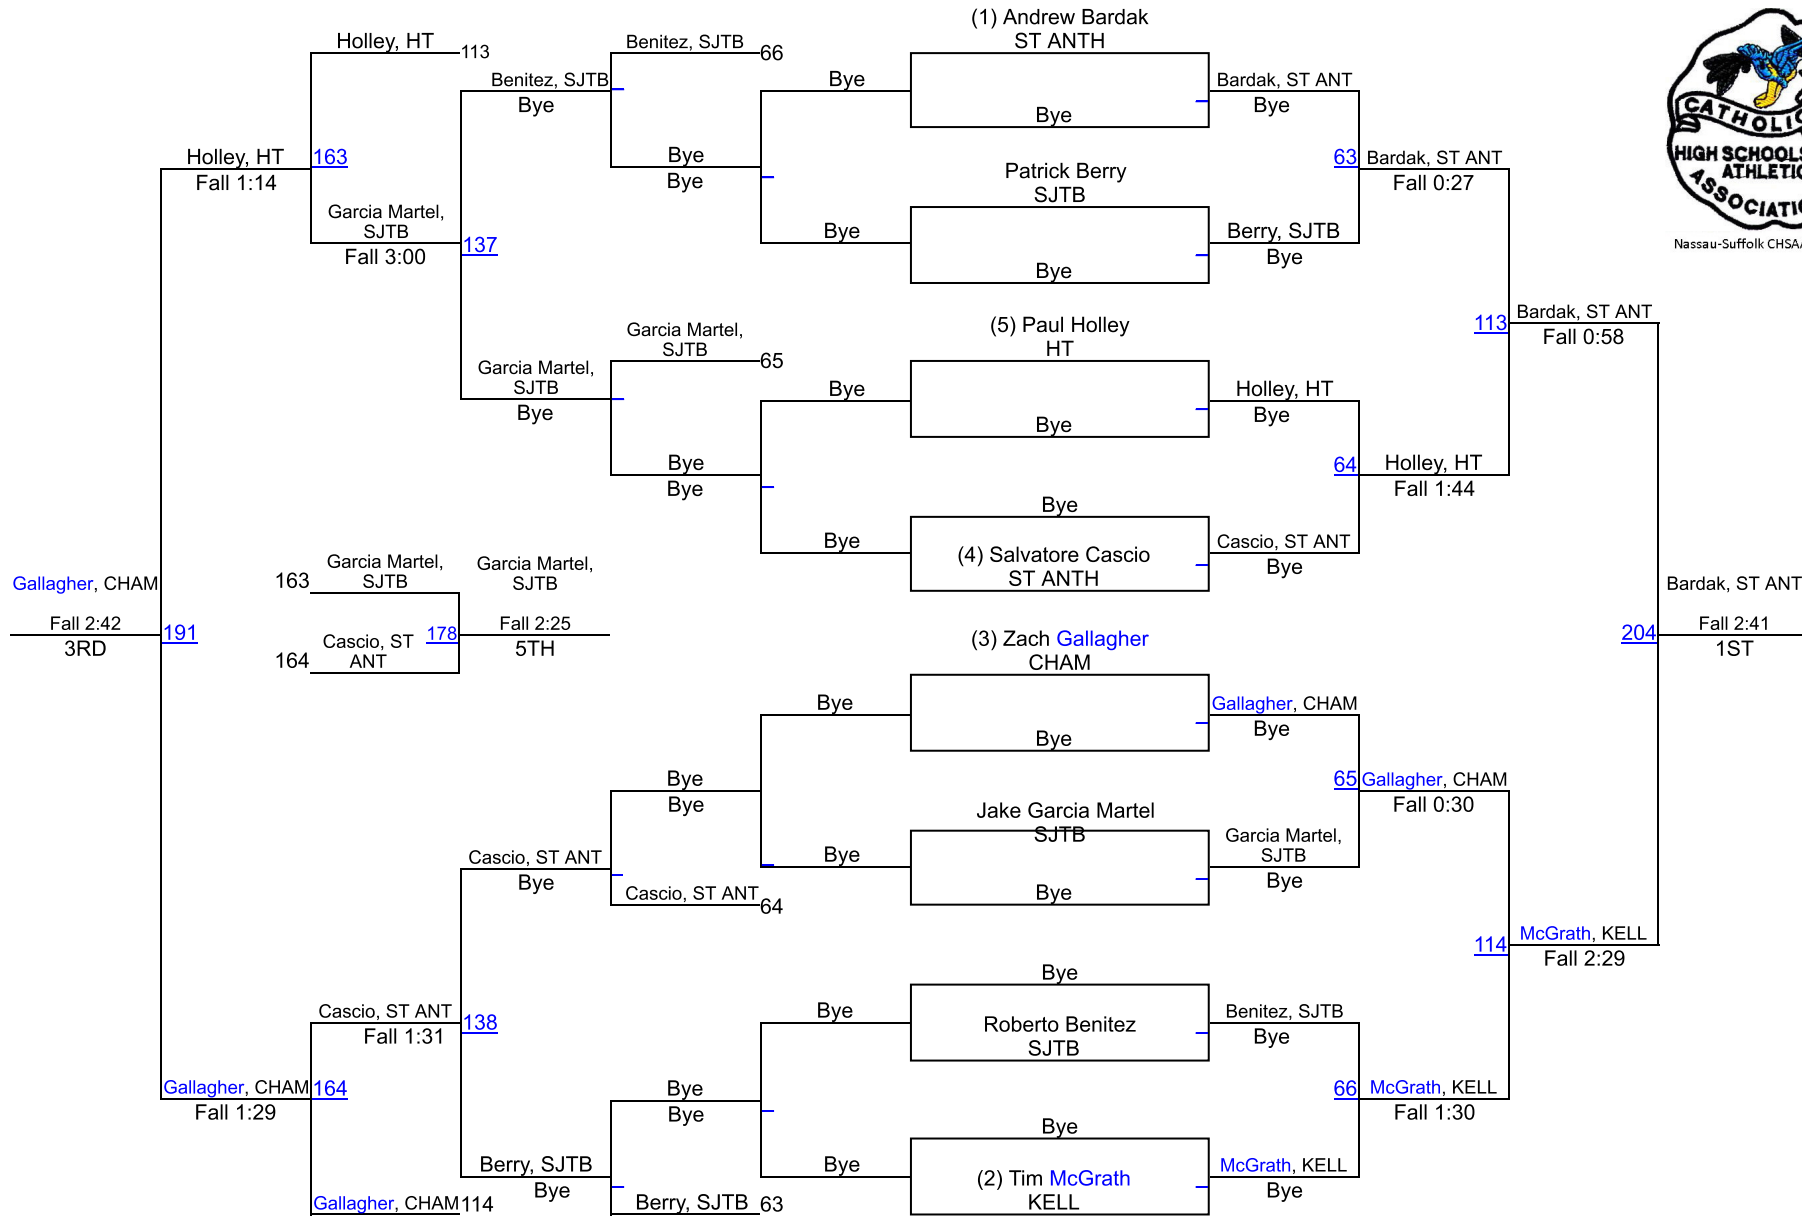 (1) Andrew Bardak
ST ANTH
Holley, HT
113
Benitez, SJTB
66
Benitez, SJTB
Bye
Bye
Bye
Bardak, ST ANT
Bye
CATHOLIC
HIGH SCHOOLS
ATHLETIC
ASSOCIATI
Nassau-Suffolk CHSA
Holley, HT
Fall 1:14
163
Bye
Bye
Patrick Berry
SJTB
63
Bardak, ST ANT
Fall 0:27
Garcia Martel,
SJTB
Fall 3:00
137
Bye
Bye
Berry, SJTB
Bye
Garcia Martel,
SJTB
65
(5) Paul Holley
HT
113
Bardak, ST ANT
Fall 0:58
Garcia Martel,
SJTB
Bye
Bye
Bye
Holley, HT
Bye
Bye
Bye
64
Holley, HT
Fall 1:44
Bye
Bye
(4) Salvatore Cascio
ST ANTH
Cascio, ST ANT
Bye
Gallagher, CHAM
Fall 2:42
3RD
191
163
Garcia Martel,
SJTB
164
Cascio, ST
ANT
178
Garcia Martel,
SJTB
Fall 2:25
5TH
Bardak, ST ANT
204
Fall 2:41
1ST
(3) Zach Gallagher
CHAM
Bye
Bye
Gallagher, CHAM
Bye
Bye
Bye
65
Gallagher, CHAM
Fall 0:30
Jake Garcia Martel
SJTB
Bye
Bye
Garcia Martel,
SJTB
Bye
Cascio, ST ANT
Bye
Cascio, ST ANT
64
114
McGrath, KELL
Fall 2:29
Bye
Bye
Roberto Benitez
SJTB
Benitez, SJTB
Bye
Cascio, ST ANT
Fall 1:31
138
Gallagher, CHAM
Fall 1:29
164
Bye
Bye
66
McGrath, KELL
Fall 1:30
Bye
Bye
(2) Tim McGrath
KELL
McGrath, KELL
Bye
Berry, SJTB
Bye
Berry, SJTB
63
Gallagher, CHAM
114